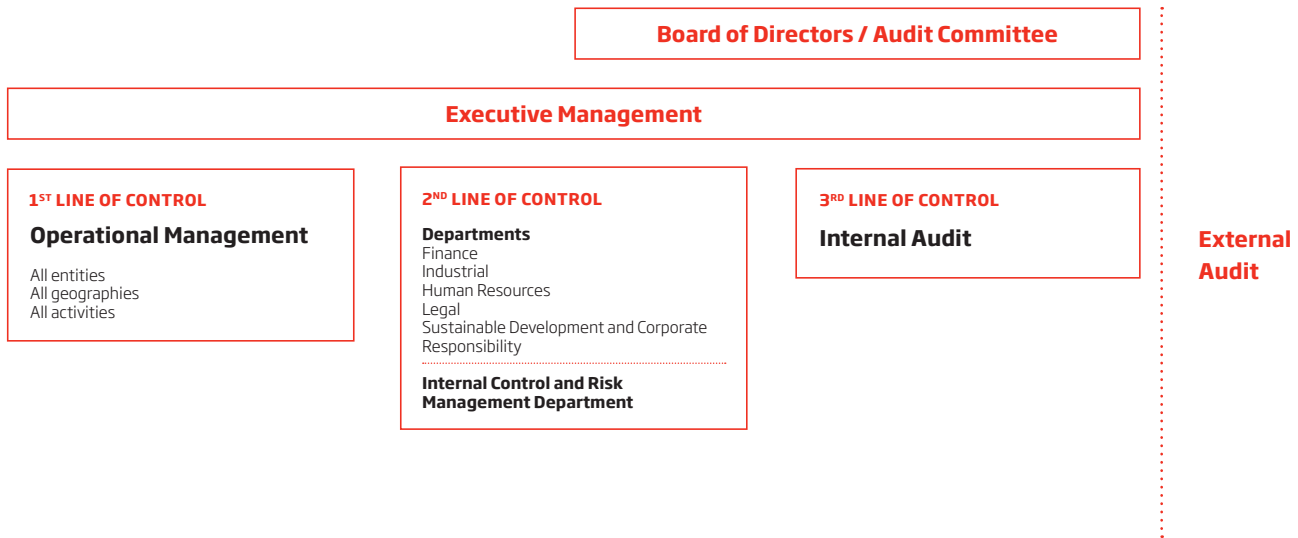 Board of Directors / Audit Committee
Executive Management
1ST LINE OF CONTROL
Operational Management
All entities
All geographies
All activities
2ND LINE OF CONTROL
Departments
Finance
Industrial
Human Resources
Legal
Sustainable Development and Corporate
Responsibility
Internal Control and Risk
Management Department
3RD LINE OF CONTROL
Internal Audit
External
Audit